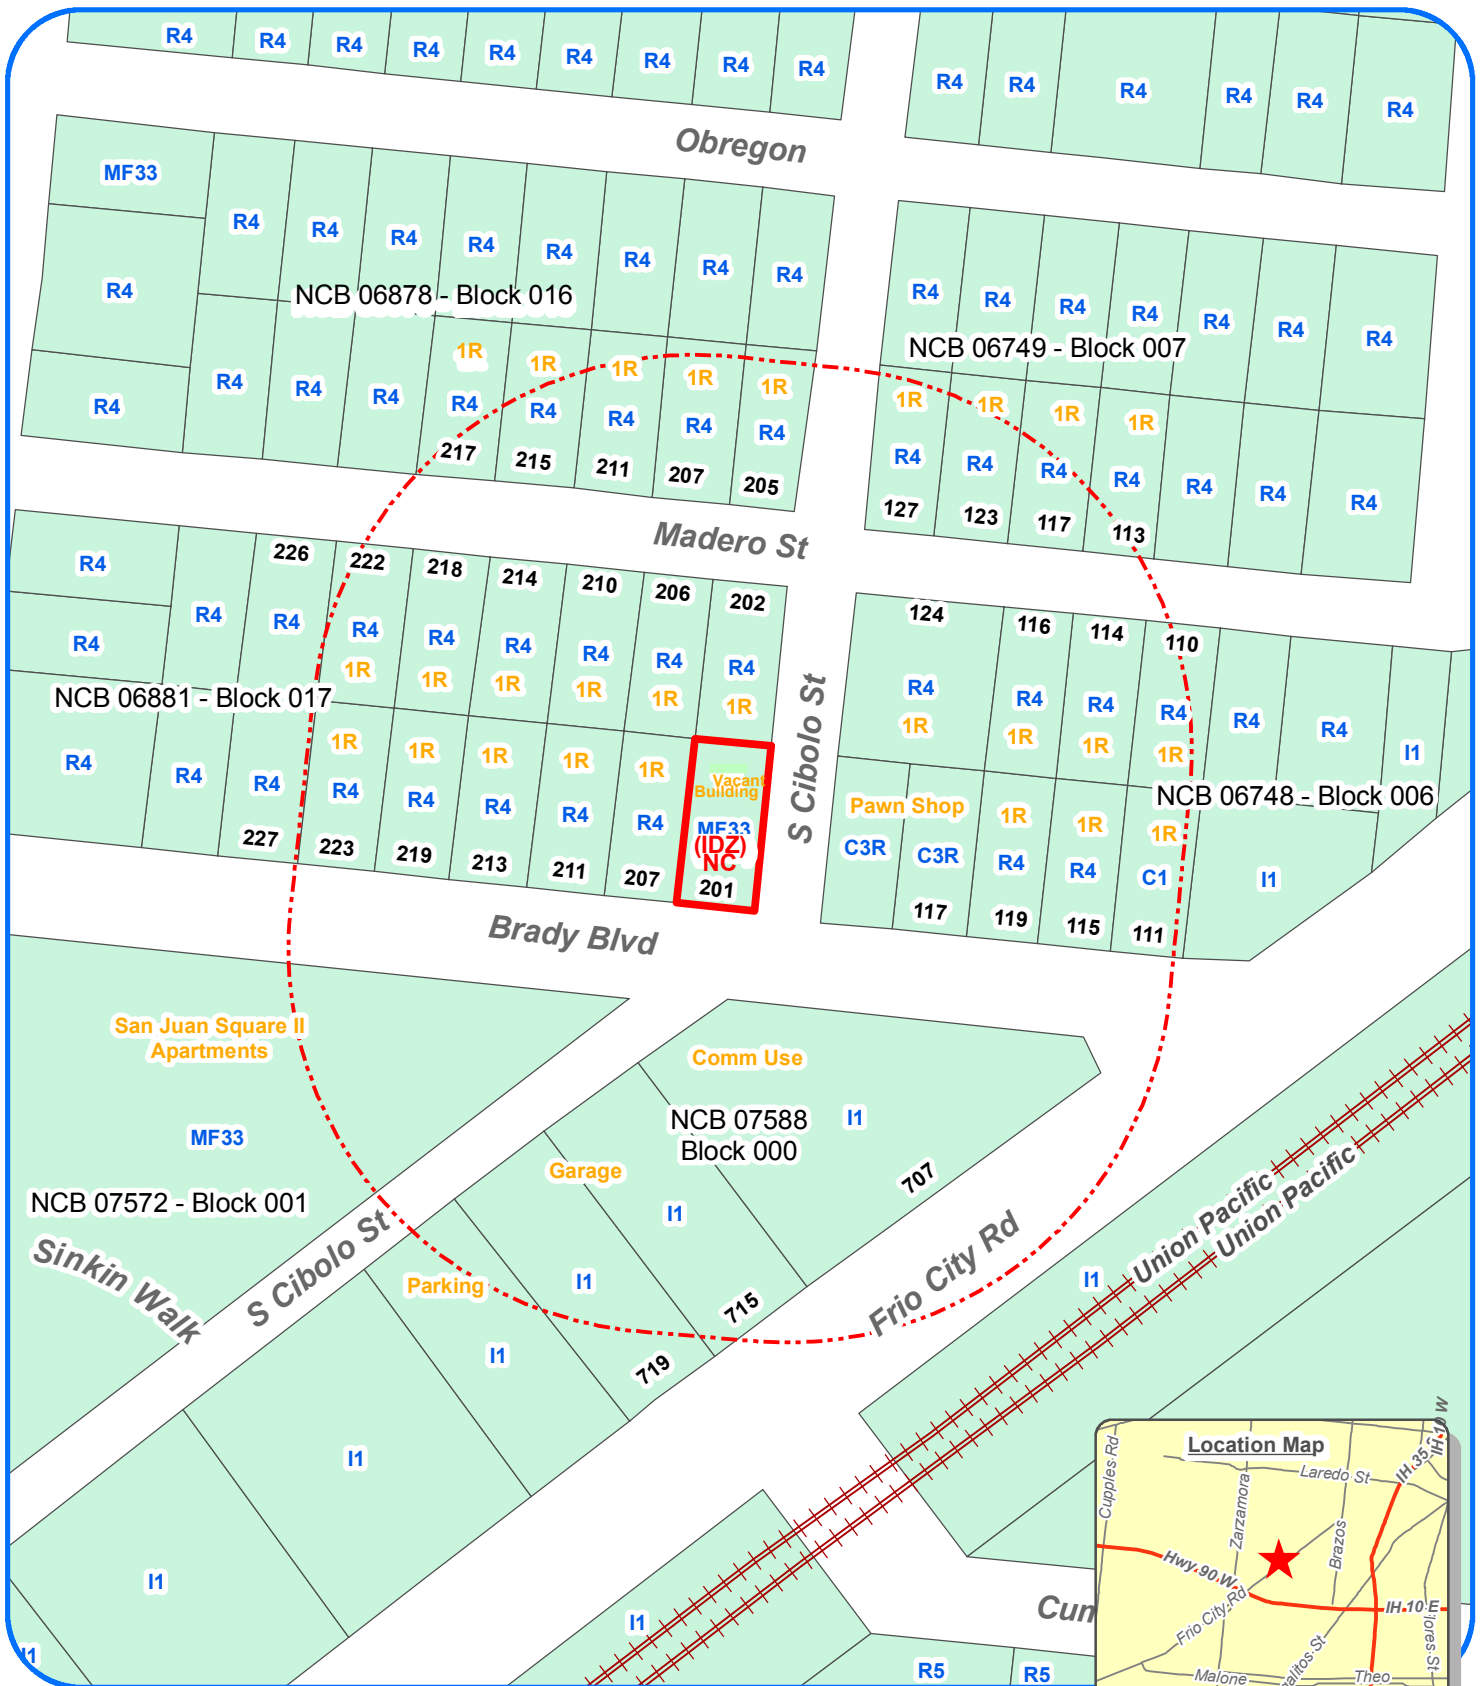 R4 R4 R4 R4 R4 R4 R4 R4 R4
R4 R4 R4 R4 R4 R4
Obregon
MF33
R4 R4 R4 R4 R4 R4 R4 R4
R4
NCB 06878 - Block 016
R4 R4 R4 R4 R4 R4 R4
NCB 06749 - Block 007
1R 1R 1R 1R 1R
R4 R4 R4 R4 R4 R4 R4 R4 R4
217 215 211 207 205
1R 1R 1R 1R
R4 R4 R4 R4 R4 R4 R4
127 123 117 113
Madero St
R4
R4
R4
226 222 218 214 210 206 202
R4 R4 R4 R4 R4 R4 R4
1R 1R 1R 1R 1R 1R
NCB 06881 - Block 017
124 116 114 110
R4 R4 R4 R4 R4 R4
1R 1R 1R 1R
I1
S Cibolo St
1R 1R 1R 1R 1R
R4 R4 R4 R4 R4 R4 R4 R4
227 223 219 213 211 207
Vacant
Building
MF33
(IDZ)
NC
201
NCB 06748 - Block 006
Pawn Shop
1R 1R 1R
C3R C3R R4 R4 C1 I1
117 119 115 111
Brady Blvd
San Juan Square II
Apartments
MF33
NCB 07572 - Block 001
Sinkin Walk
S Cibolo St
Comm Use
I1
NCB 07588
Block 000
707
Garage
I1
715
Parking
I1
719
I1
I1
I1
I1
Frio City Rd
Union Pacific
Union Pacific
I1
I1
R5 R5
Location Map
Cupples Rd
Zarzamora
Laredo St
Brazos
IH 35
IH 10 W
Hwy 90 W
Frio City Rd
IH 10 E
Malone
Theo